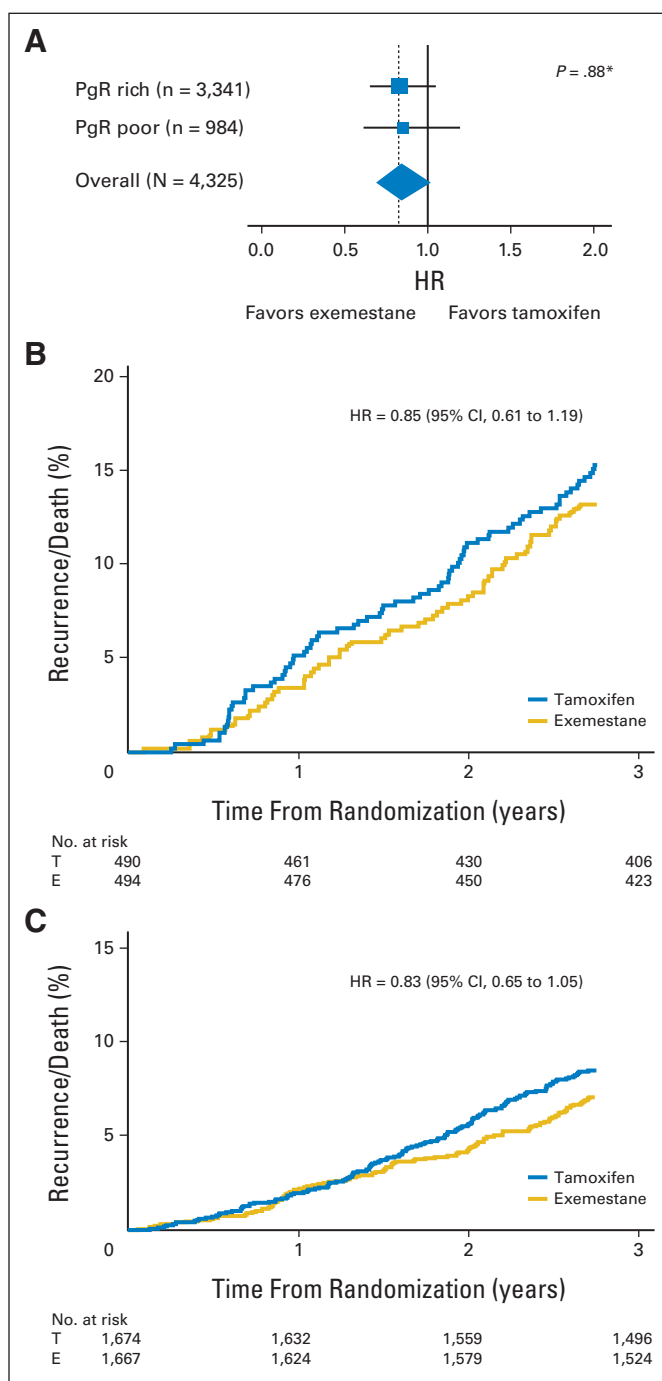 A
P = .88*
PgR rich (n = 3,341)
PgR poor (n = 984)
Overall (N = 4,325)
0.0 0.5 1.0 1.5 2.0
HR
Favors exemestane Favors tamoxifen
B
20
HR = 0.85 (95% CI, 0.61 to 1.19)
15
10
5
Recurrence/Death (%)
Tamoxifen
Exemestane
0 1 2 3
Time From Randomization (years)
No. at risk
T 490 461 430 406
E 494 476 450 423
C
15
HR = 0.83 (95% CI, 0.65 to 1.05)
10
5
Recurrence/Death (%)
Tamoxifen
Exemestane
0 1 2 3
Time From Randomization (years)
No. at risk
T 1,674 1,632 1,559 1,496
E 1,667 1,624 1,579 1,524